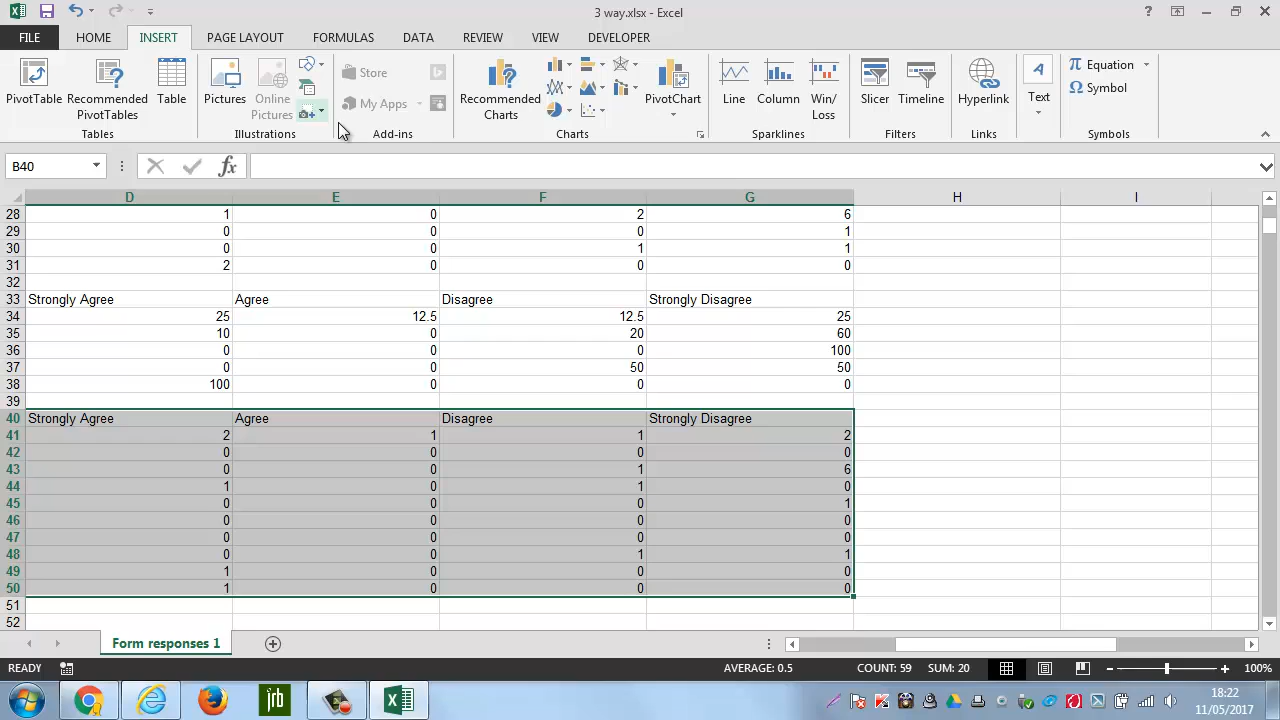 3 way.xlsx - Excel
FILE HOME INSERT PAGE LAYOUT FORMULAS DATA REVIEW VIEW DEVELOPER
PivotTable Recommended PivotTables Table Pictures Online Pictures Store My Apps Recommended Charts PivotChart Line Column Win/ Loss Slicer Timeline Hyperlink Text Equation Symbol
Tables Illustrations Add-ins Charts Sparklines Filters Links Symbols
B40 fx
D E F G H I
28 1 0 2 6
29 0 0 0 1
30 0 0 1 1
31 2 0 0 0
32
33 Strongly Agree Agree Disagree Strongly Disagree
34 25 12.5 12.5 25
35 10 0 20 60
36 0 0 0 100
37 0 0 50 50
38 100 0 0 0
39
40 Strongly Agree Agree Disagree Strongly Disagree
41 2 1 1 2
42 0 0 0 0
43 0 0 1 6
44 1 0 1 0
45 0 0 0 1
46 0 0 0 0
47 0 0 0 0
48 0 0 1 1
49 1 0 0 0
50 1 0 0 0
51
52
Form responses 1
READY AVERAGE: 0.5 COUNT: 59 SUM: 20 100%
jrb 18:22
11/05/2017